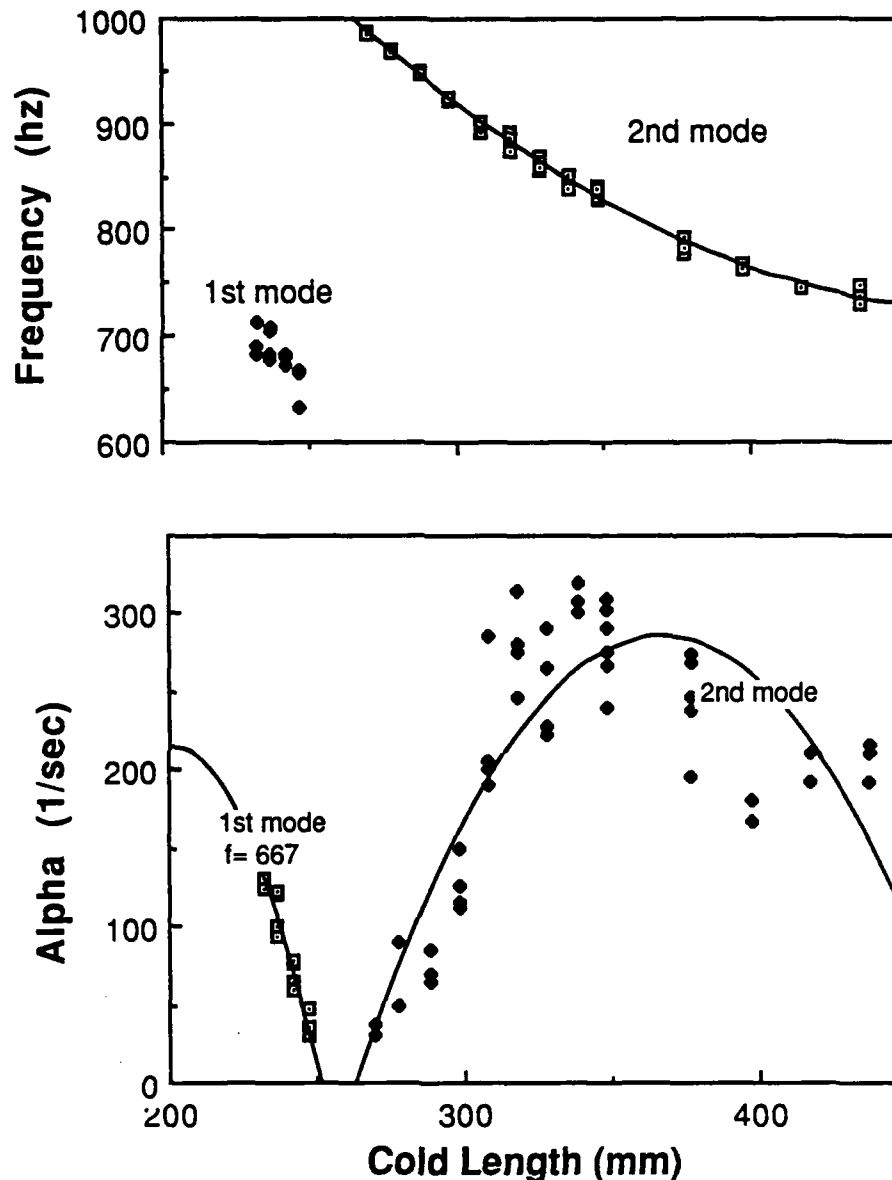 1000
900
800
700
600
Frequency (hz)
2nd mode
1st mode
300
200
100
0
Alpha (1/sec)
1st mode
f= 667
2nd mode
200
300
400
Cold Length (mm)